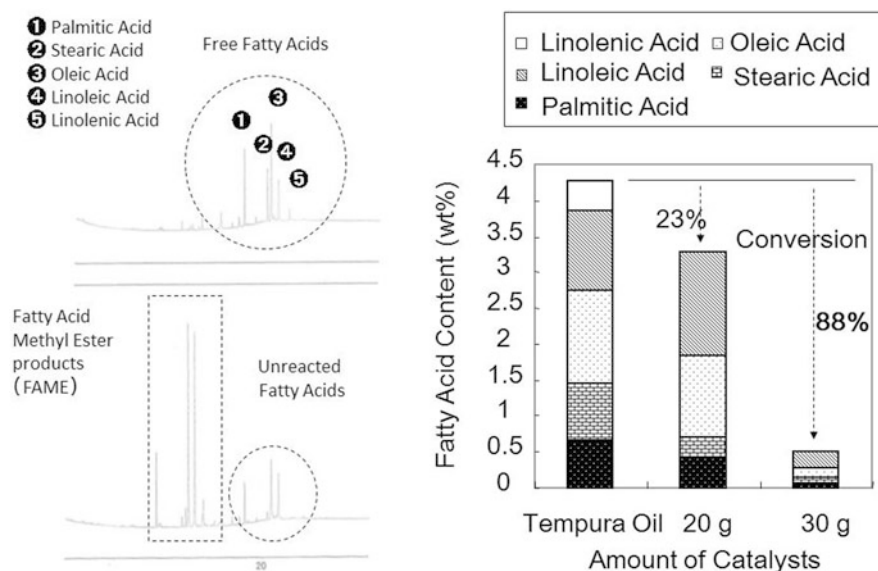 ❶ Palmitic Acid
❷ Stearic Acid
❸ Oleic Acid
❹ Linoleic Acid
❺ Linolenic Acid
Free Fatty Acids
❸
❶
❷ ❹
❺
Fatty Acid
Methyl Ester
products
(FAME)
Unreacted
Fatty Acids
20
Linolenic Acid Oleic Acid
Linoleic Acid Stearic Acid
Palmitic Acid
Fatty Acid Content (wt%)
4.5
4
3.5
3
2.5
2
1.5
1
0.5
0
23%
Conversion
88%
Tempura Oil 20 g 30 g
Amount of Catalysts